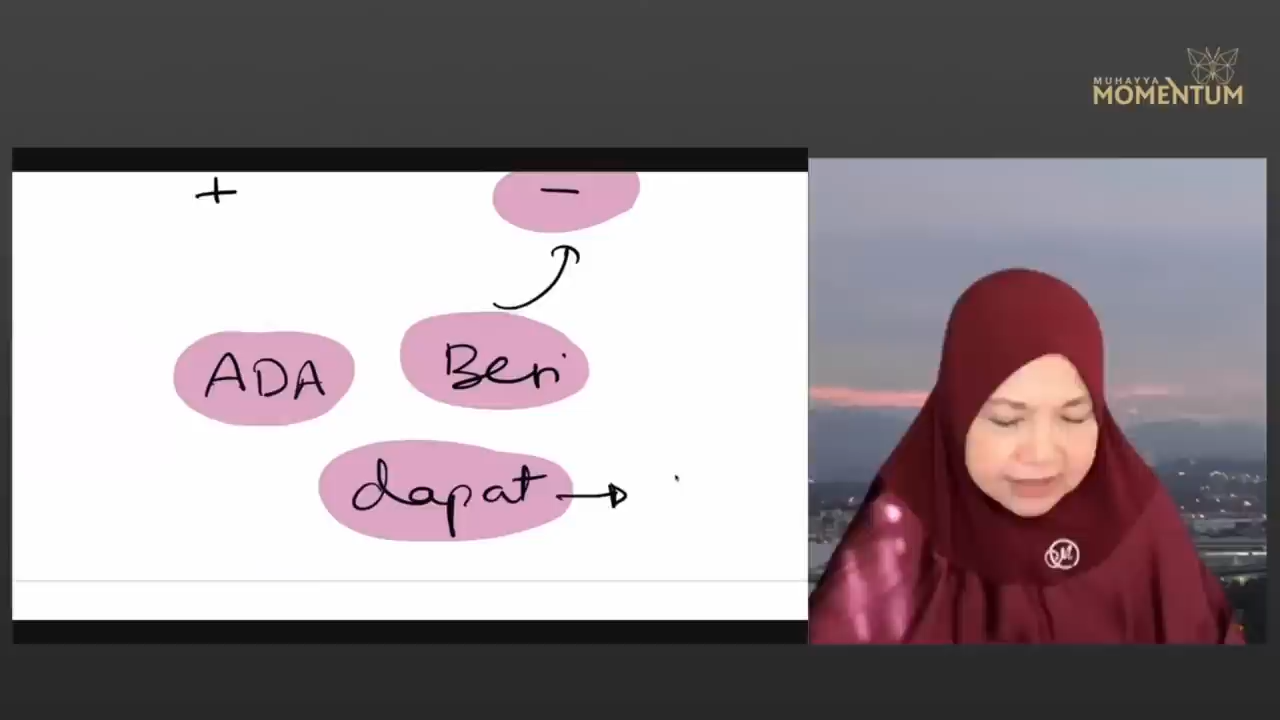 MUHAYYA
MOMENTUM
+ −
ADA Beri
dapat →
M